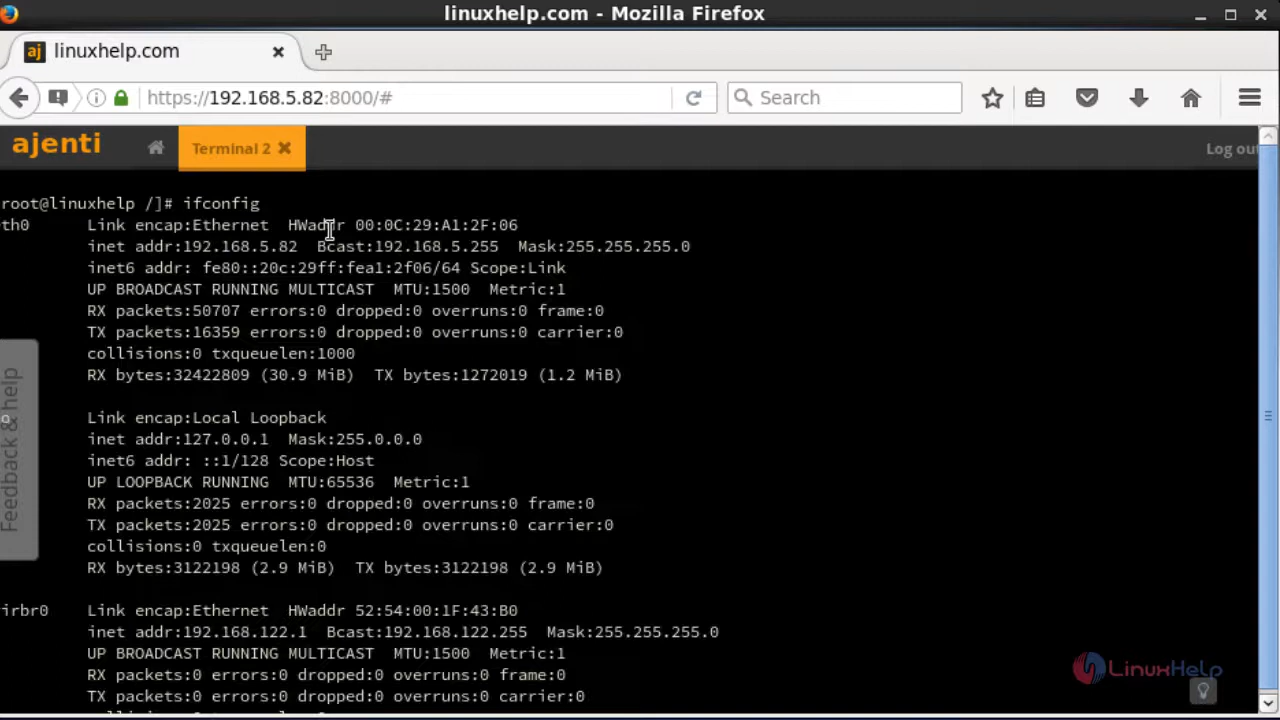 linuxhelp.com - Mozilla Firefox
aj linuxhelp.com
https://192.168.5.82:8000/#
Search
ajenti
Terminal 2
Log out
root@linuxhelp /]# ifconfig
th0 Link encap:Ethernet HWaddr 00:0C:29:A1:2F:06
inet addr:192.168.5.82 Bcast:192.168.5.255 Mask:255.255.255.0
inet6 addr: fe80::20c:29ff:fea1:2f06/64 Scope:Link
UP BROADCAST RUNNING MULTICAST MTU:1500 Metric:1
RX packets:50707 errors:0 dropped:0 overruns:0 frame:0
TX packets:16359 errors:0 dropped:0 overruns:0 carrier:0
collisions:0 txqueuelen:1000
RX bytes:32422809 (30.9 MiB) TX bytes:1272019 (1.2 MiB)
o Link encap:Local Loopback
inet addr:127.0.0.1 Mask:255.0.0.0
inet6 addr: ::1/128 Scope:Host
UP LOOPBACK RUNNING MTU:65536 Metric:1
RX packets:2025 errors:0 dropped:0 overruns:0 frame:0
TX packets:2025 errors:0 dropped:0 overruns:0 carrier:0
collisions:0 txqueuelen:0
RX bytes:3122198 (2.9 MiB) TX bytes:3122198 (2.9 MiB)
irbr0 Link encap:Ethernet HWaddr 52:54:00:1F:43:B0
inet addr:192.168.122.1 Bcast:192.168.122.255 Mask:255.255.255.0
UP BROADCAST RUNNING MULTICAST MTU:1500 Metric:1
RX packets:0 errors:0 dropped:0 overruns:0 frame:0
TX packets:0 errors:0 dropped:0 overruns:0 carrier:0
Feedback & help
LinuxHelp